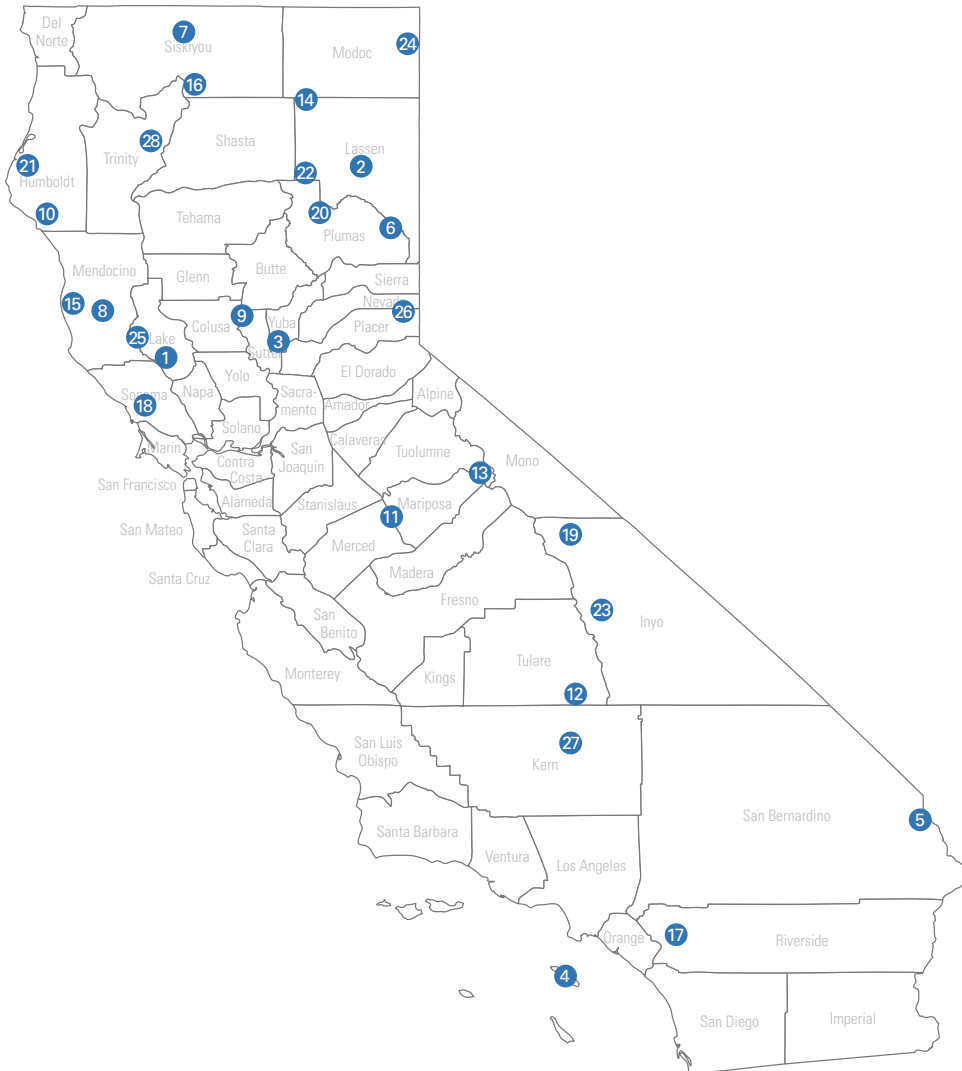 Del
Norte
7
Siskiyou
Modoc
24
16
14
28
Shasta
Lassen
2
Trinity
21
Humboldt
22
10
20
Tehama
6
Plumas
Mendocino
Glenn
Butte
Sierra
15
8
Nevada
26
9
Colusa
Yuba
Placer
25
Lake
3
Sutter
1
Yolo
El Dorado
Sonoma
18
Napa
Sacra-
mento
Amador
Alpine
Solano
Marin
Calaveras
Tuolumne
San
Joaquin
Contra
Costa
Mono
13
San Francisco
Alameda
Stanislaus
Mariposa
11
San Mateo
Santa
Clara
Merced
19
Santa Cruz
Madera
Fresno
San
Benito
23
Inyo
Monterey
Kings
Tulare
12
San Luis
Obispo
27
Kern
San Bernardino
5
Santa Barbara
Ventura
Los Angeles
Orange
17
Riverside
4
San Diego
Imperial